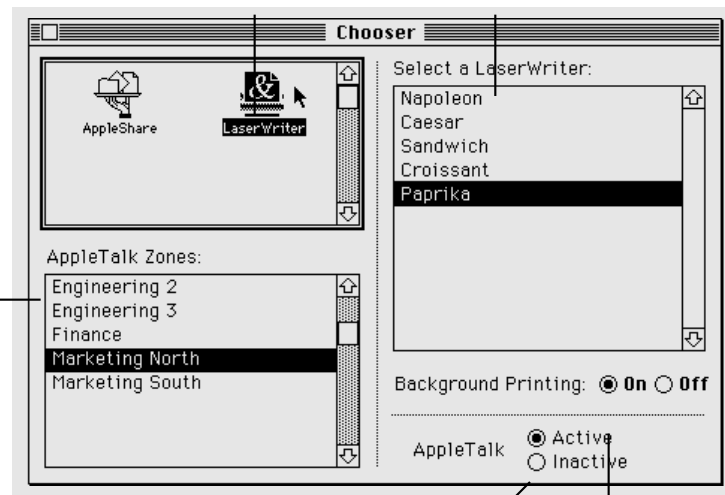 Chooser
AppleShare
LaserWriter
AppleTalk Zones:
Engineering 2
Engineering 3
Finance
Marketing North
Marketing South
Select a LaserWriter:
Napoleon
Caesar
Sandwich
Croissant
Paprika
Background Printing: On Off
AppleTalk
Active
Inactive